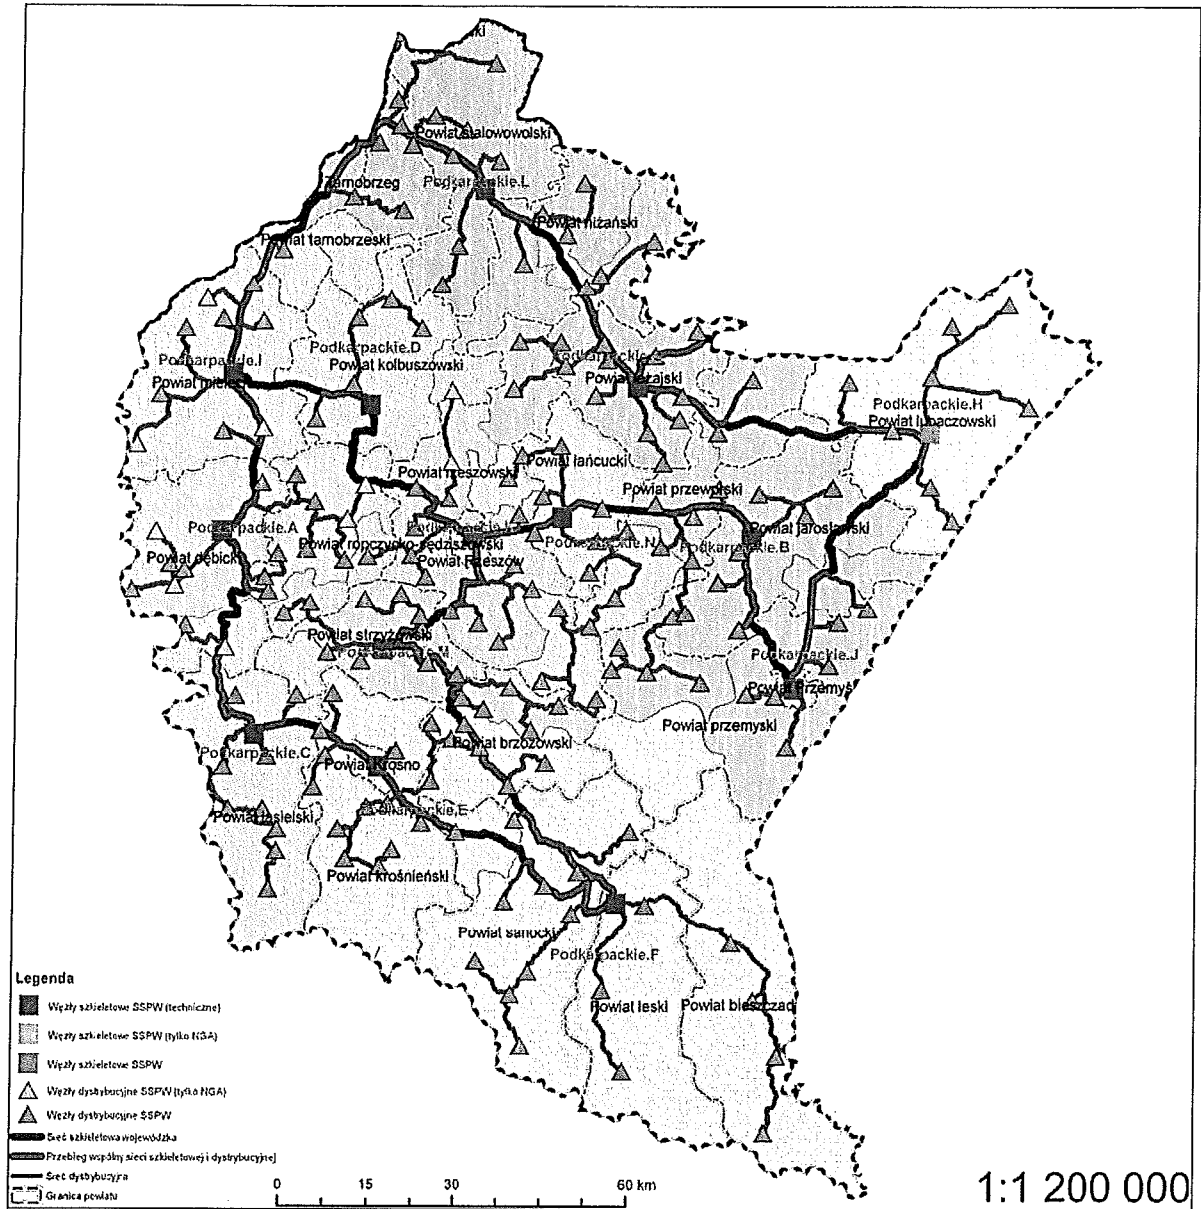 Powiat stalowowolski
Tarnobrzeg
Podkarpackie.L
Powiat niżański
Powiat tarnobrzeski
Podkarpackie.I
Podkarpackie.D
Powiat kolbuszowski
Powiat
Powiat
Podkarpackie.H
Powiat lubaczowski
Powiat rzeszowski
Powiat łańcucki
Powiat przeworski
Podkarpackie.A
Powiat jarosławski
Powiat ropczycko-sędziszowski
Podkarpackie.N
Podkarpackie.B
Powiat dębicki
Powiat Rzeszów
Powiat strzyżowski
Podkarpackie.M
Podkarpackie.J
Powiat Przemyśl
Powiat przemyski
Powiat brzozowski
Podkarpackie.C
Powiat Krosno
Powiat jasielski
Podkarpackie.E
Powiat krośnieński
Powiat sanocki
Podkarpackie.F
Powiat leski
Powiat bieszczad
Legenda
Węzły szkieletowe SSPW (techniczne)
Węzły szkieletowe SSPW (tylko NGA)
Węzły szkieletowe SSPW
Węzły dystrybucyjne SSPW (tylko NGA)
Węzły dystrybucyjne SSPW
Sieć szkieletowa wojewódzka
Przebieg wspólny sieci szkieletowej i dystrybucyjnej
Sieć dystrybucyjna
Granica powiatu
0 15 30 60 km
1:1 200 000